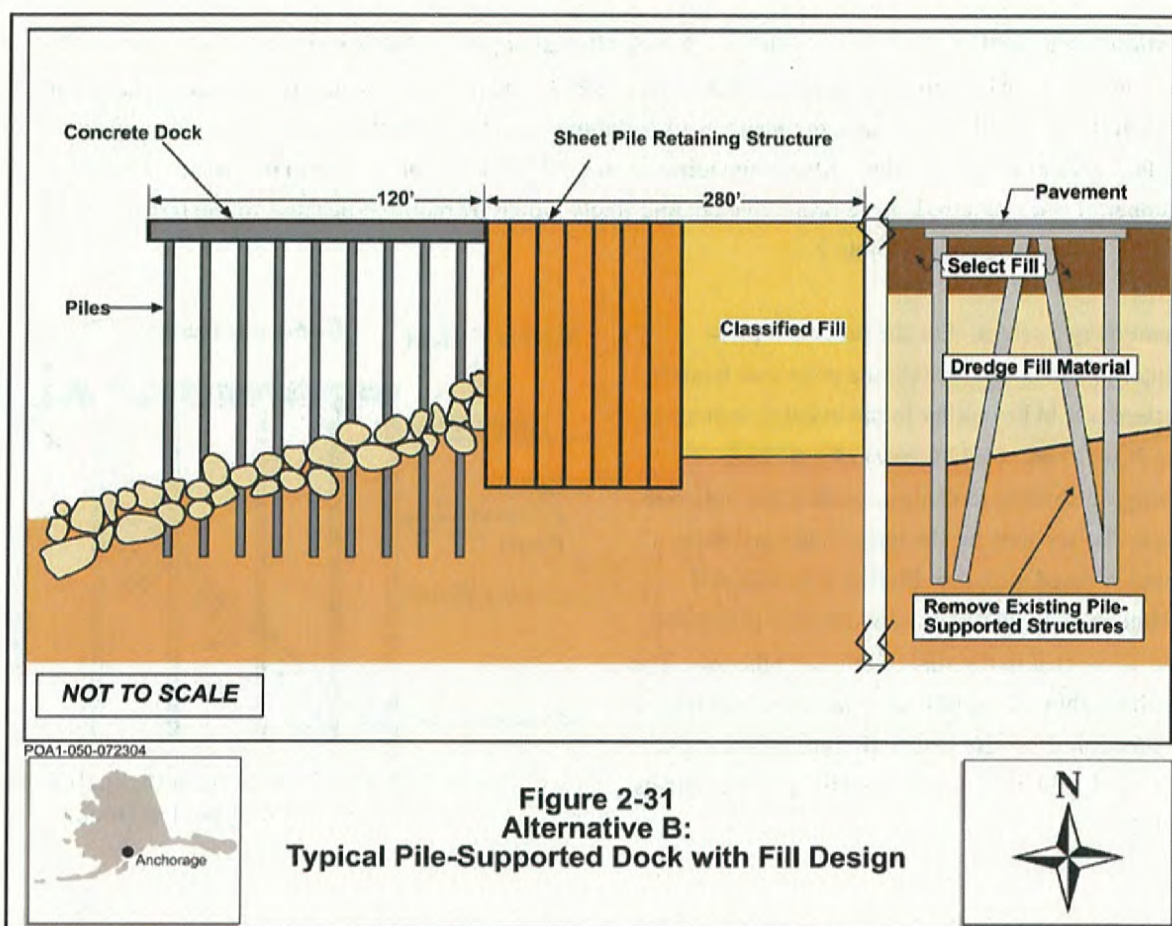 Concrete Dock
Sheet Pile Retaining Structure
120'
280'
Pavement
Piles
Select Fill
Classified Fill
Dredge Fill Material
Remove Existing Pile-
Supported Structures
NOT TO SCALE
POA1-050-072304
Anchorage
Figure 2-31
Alternative B:
Typical Pile-Supported Dock with Fill Design
N